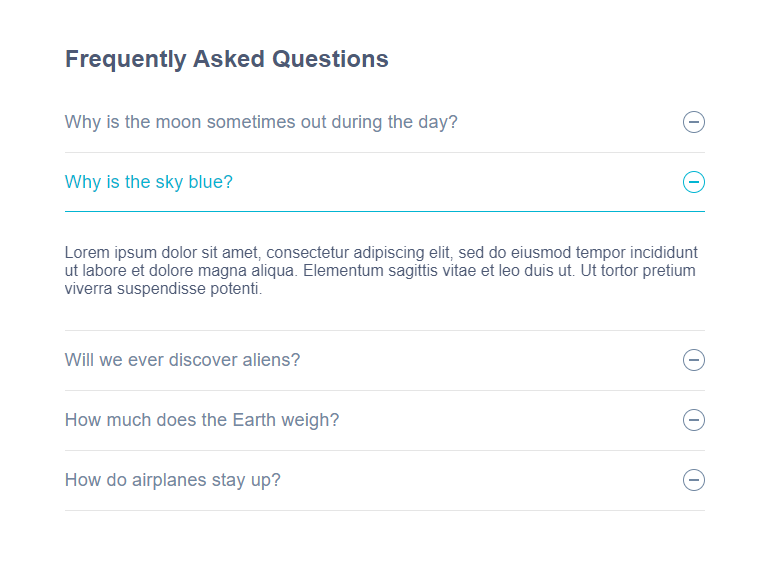 Frequently Asked Questions
Why is the moon sometimes out during the day?
Why is the sky blue?
Lorem ipsum dolor sit amet, consectetur adipiscing elit, sed do eiusmod tempor incididunt
ut labore et dolore magna aliqua. Elementum sagittis vitae et leo duis ut. Ut tortor pretium
viverra suspendisse potenti.
Will we ever discover aliens?
How much does the Earth weigh?
How do airplanes stay up?